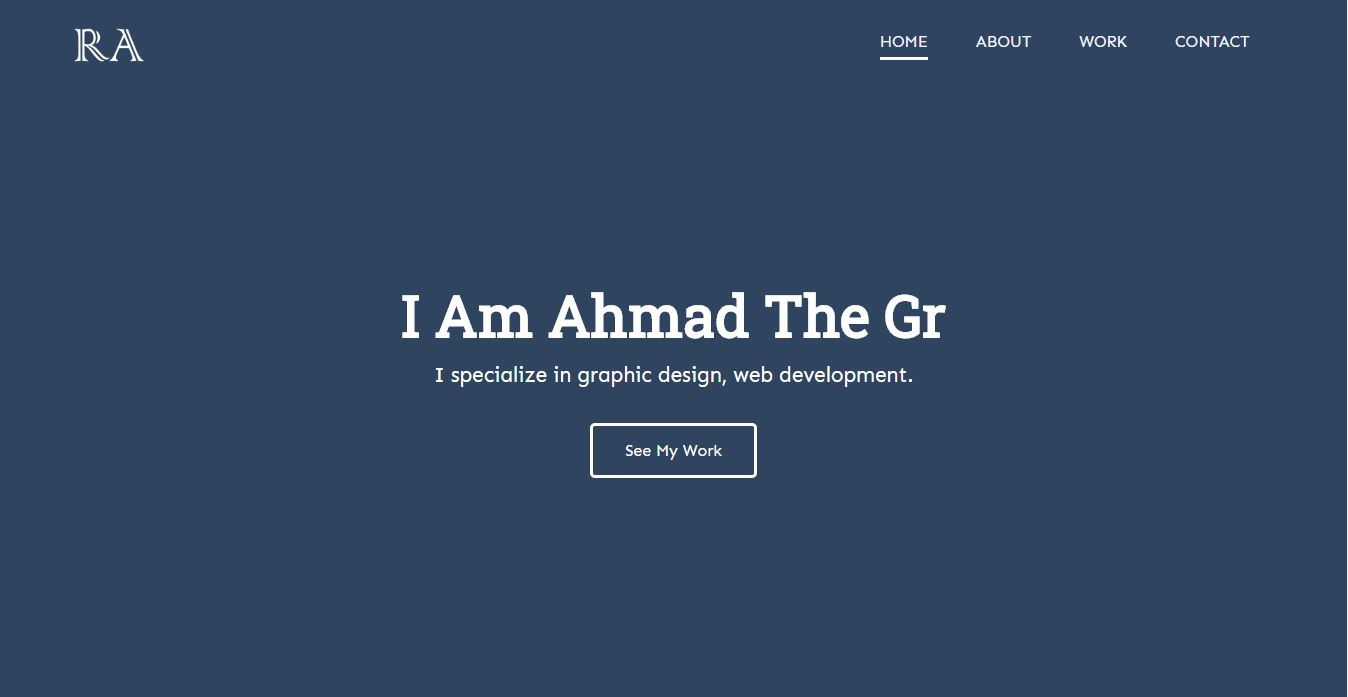 RA
HOME ABOUT WORK CONTACT
I Am Ahmad The Gr
I specialize in graphic design, web development.
See My Work